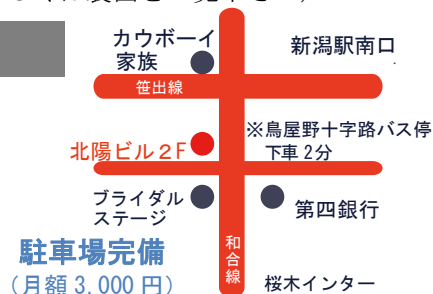 カウボーイ
家族
新潟駅南口
笹出線
※鳥屋野十字路バス停
下車 2分
北陽ビル2F
ブライダル
ステージ
第四銀行
和合線
駐車場完備
(月額 3,000 円)
桜木インター